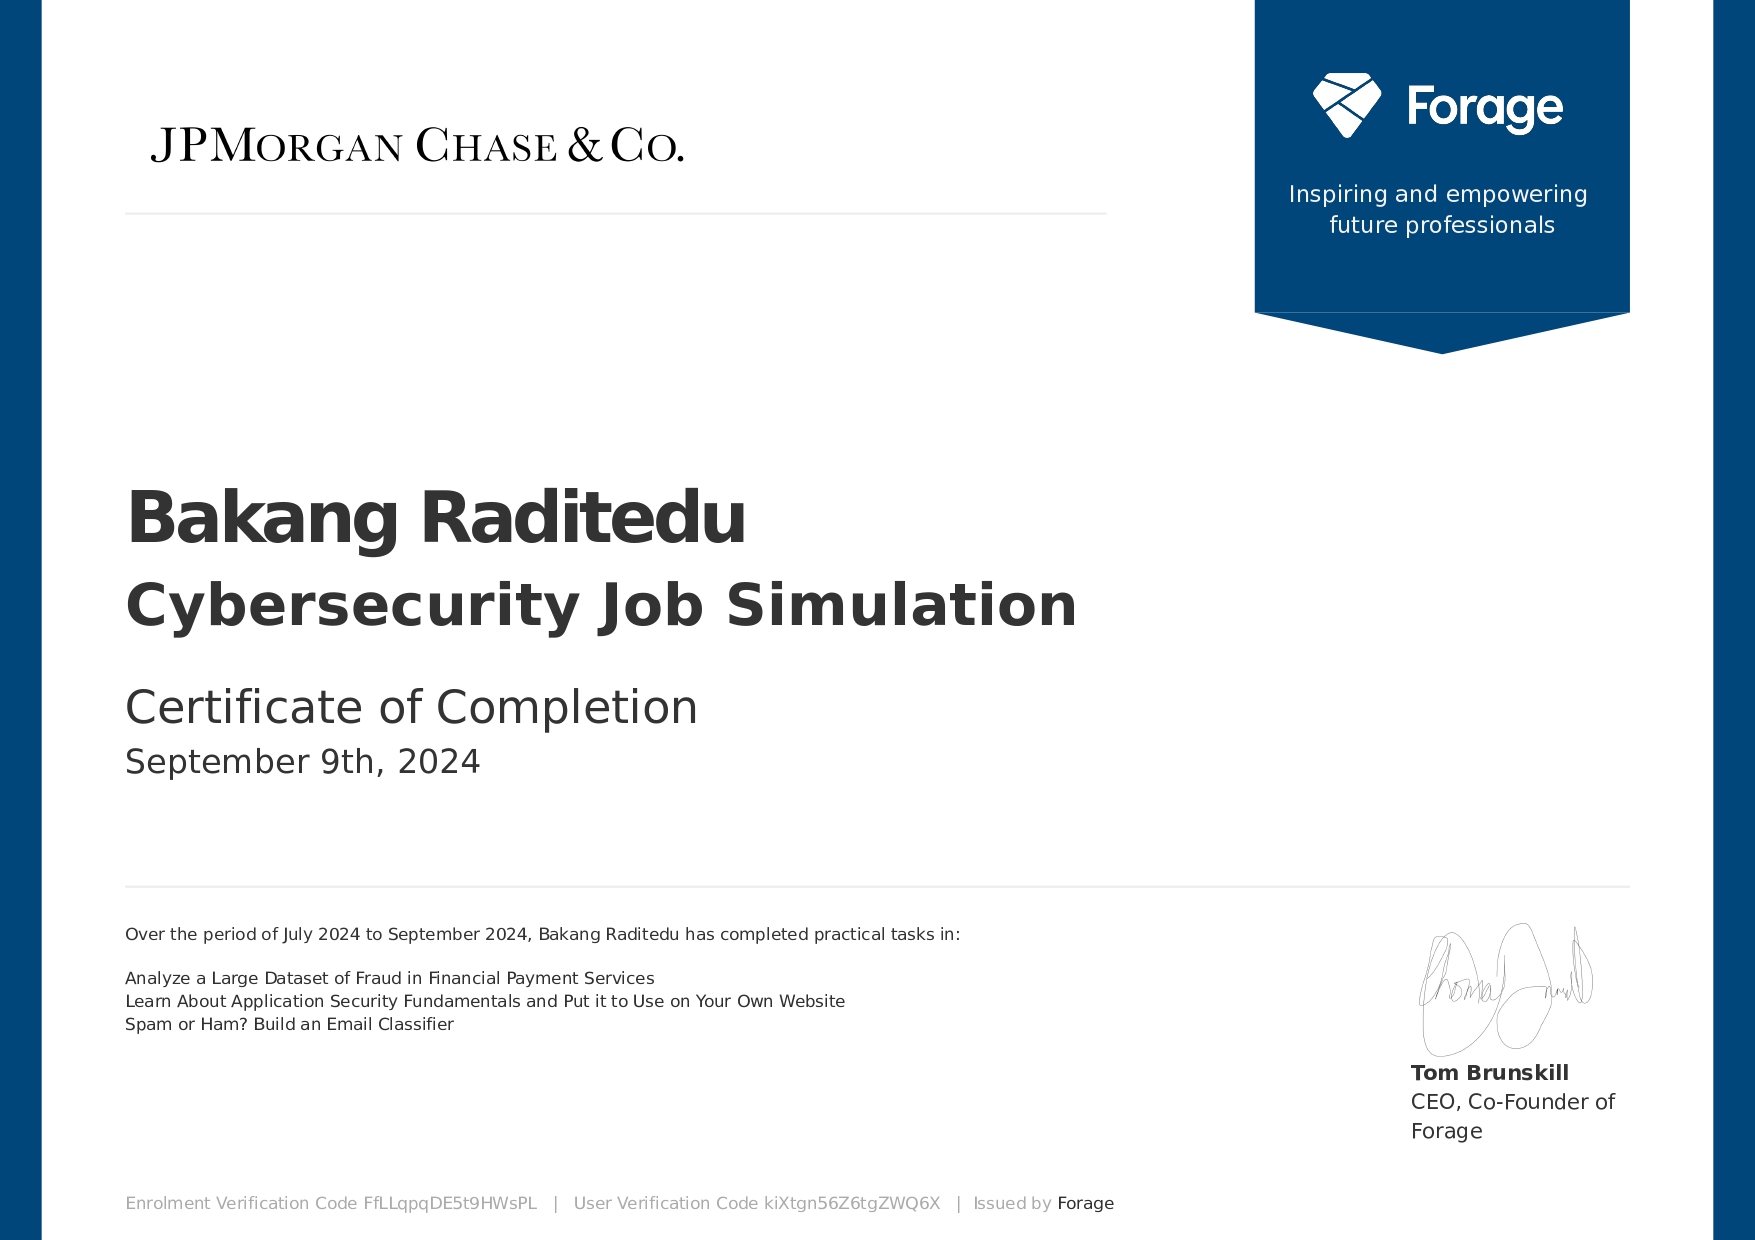 JPMORGAN CHASE & CO.
Forage
Inspiring and empowering
future professionals
Bakang Raditedu
Cybersecurity Job Simulation
Certificate of Completion
September 9th, 2024
Over the period of July 2024 to September 2024, Bakang Raditedu has completed practical tasks in:
Analyze a Large Dataset of Fraud in Financial Payment Services
Learn About Application Security Fundamentals and Put it to Use on Your Own Website
Spam or Ham? Build an Email Classifier
Tom Brunskill
CEO, Co-Founder of
Forage
Enrolment Verification Code FfLLqpqDE5t9HWsPL | User Verification Code kiXtgn56Z6tgZWQ6X | Issued by Forage